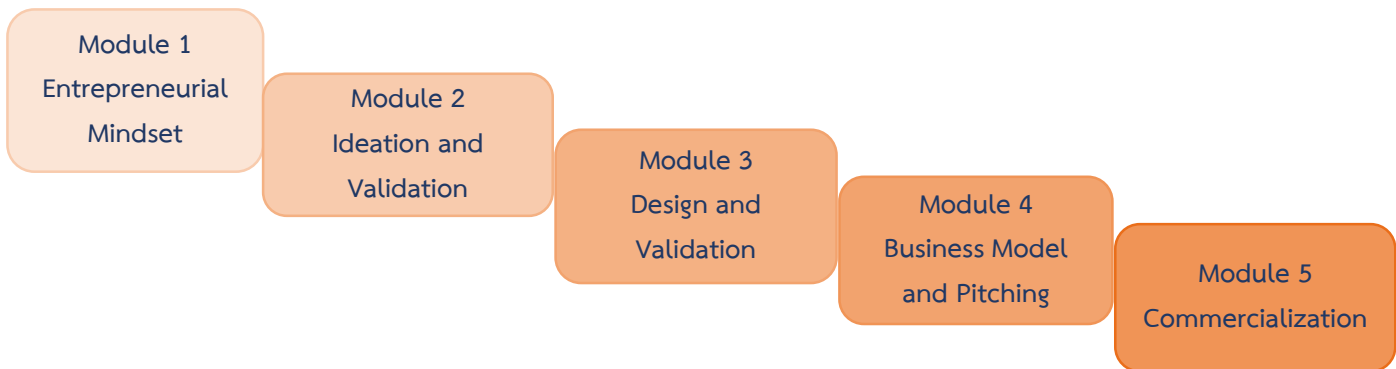 Module 1
Entrepreneurial
Mindset
Module 2
Ideation and
Validation
Module 3
Design and
Validation
Module 4
Business Model
and Pitching
Module 5
Commercialization